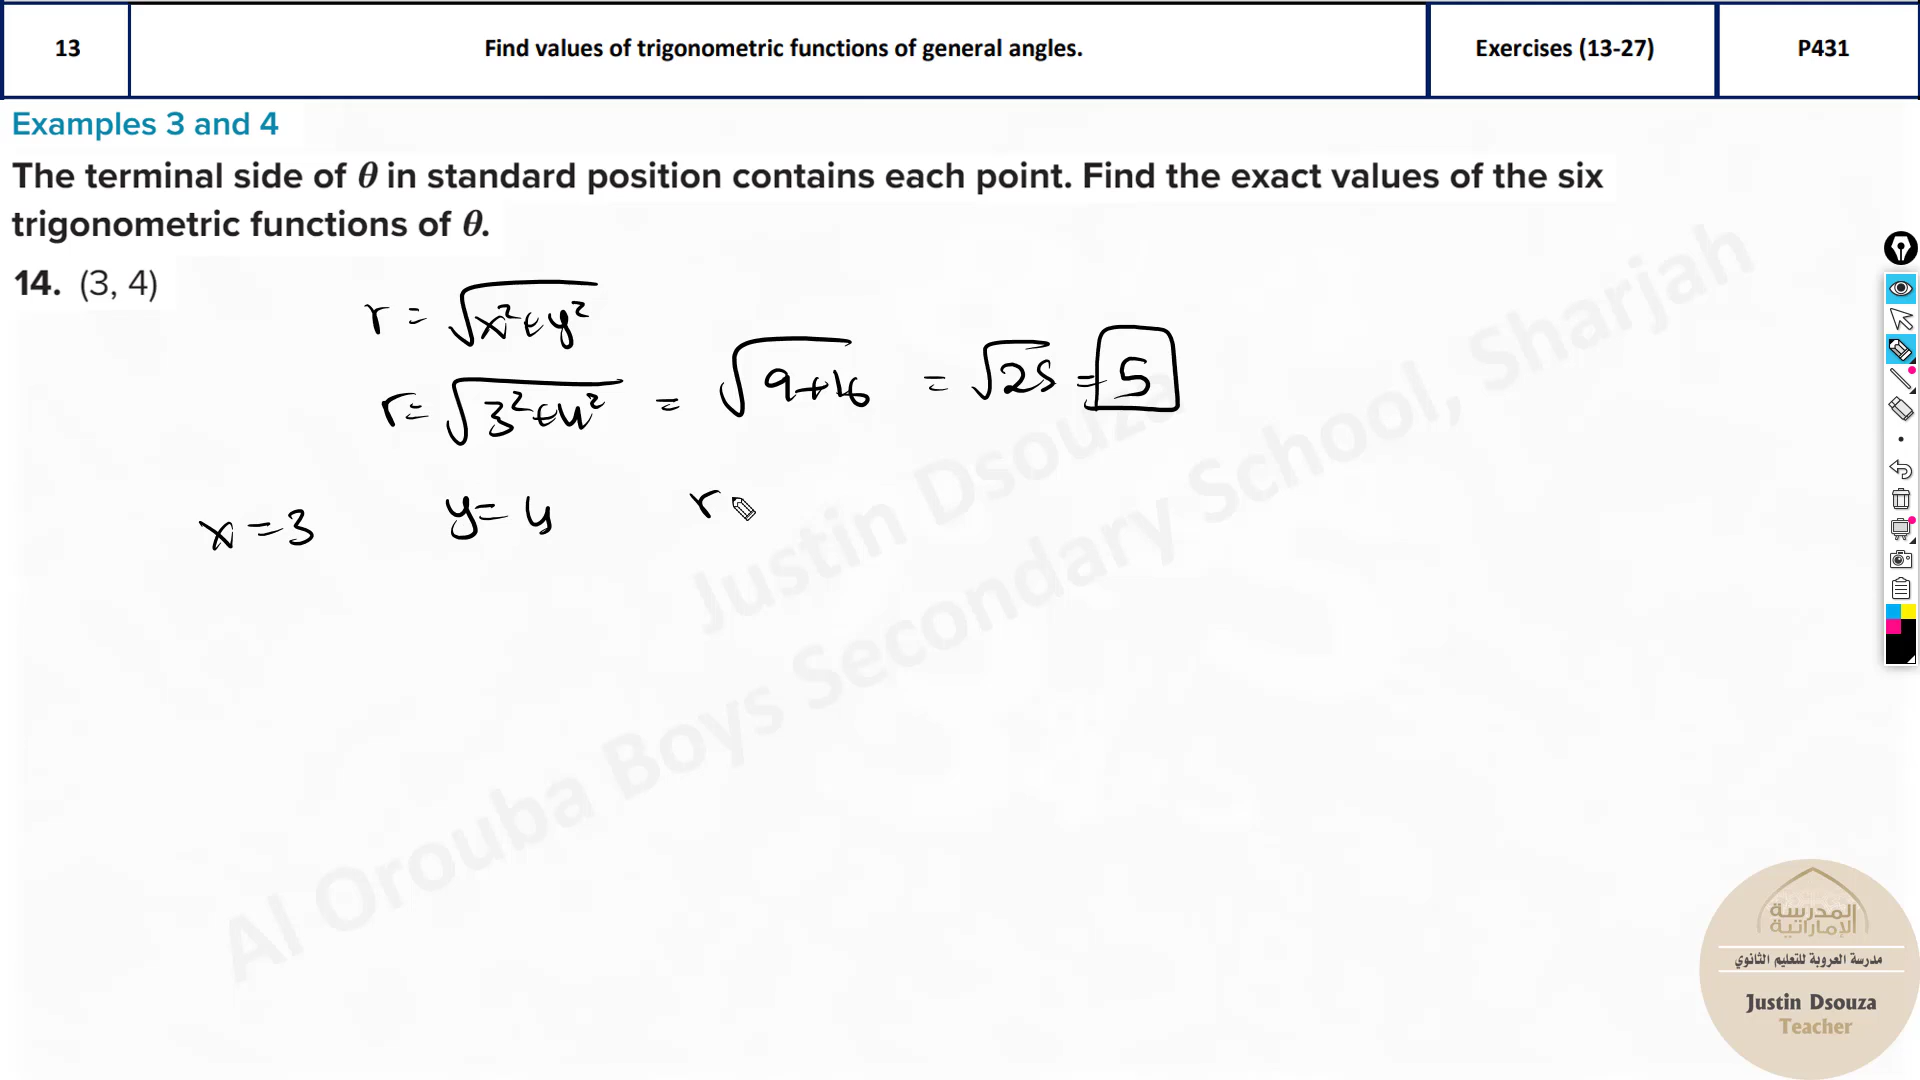 13
Find values of trigonometric functions of general angles.
Exercises (13-27)
P431
Examples 3 and 4
The terminal side of θ in standard position contains each point. Find the exact values of the six
trigonometric functions of θ.
14. (3, 4)
r = √x²+y²
r = √3²+4² = √9+16 = √25 = 5
x = 3 y = 4 r
Justin Dsouza
Al Orouba Boys Secondary School, Sharjah
المدرسة
الإماراتية
مدرسة العروبة للتعليم الثانوي
Justin Dsouza
Teacher